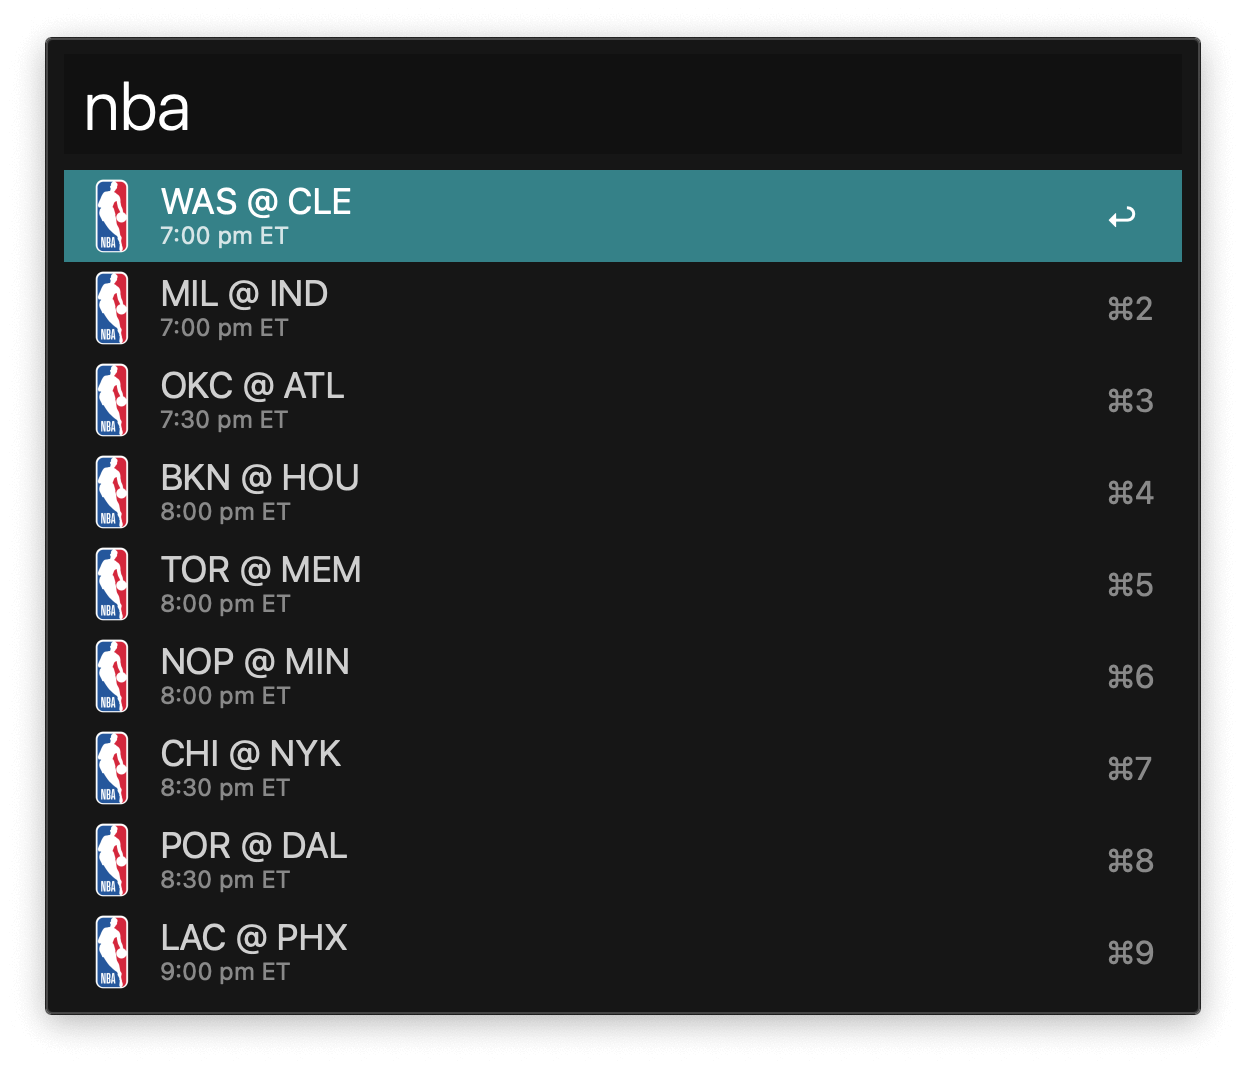 nba
NBA
WAS @ CLE
7:00 pm ET
↩
NBA
MIL @ IND
7:00 pm ET
⌘2
NBA
OKC @ ATL
7:30 pm ET
⌘3
NBA
BKN @ HOU
8:00 pm ET
⌘4
NBA
TOR @ MEM
8:00 pm ET
⌘5
NBA
NOP @ MIN
8:00 pm ET
⌘6
NBA
CHI @ NYK
8:30 pm ET
⌘7
NBA
POR @ DAL
8:30 pm ET
⌘8
NBA
LAC @ PHX
9:00 pm ET
⌘9